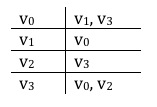 v₀ v₁, v₃
v₁ v₀
v₂ v₃
v₃ v₀, v₂